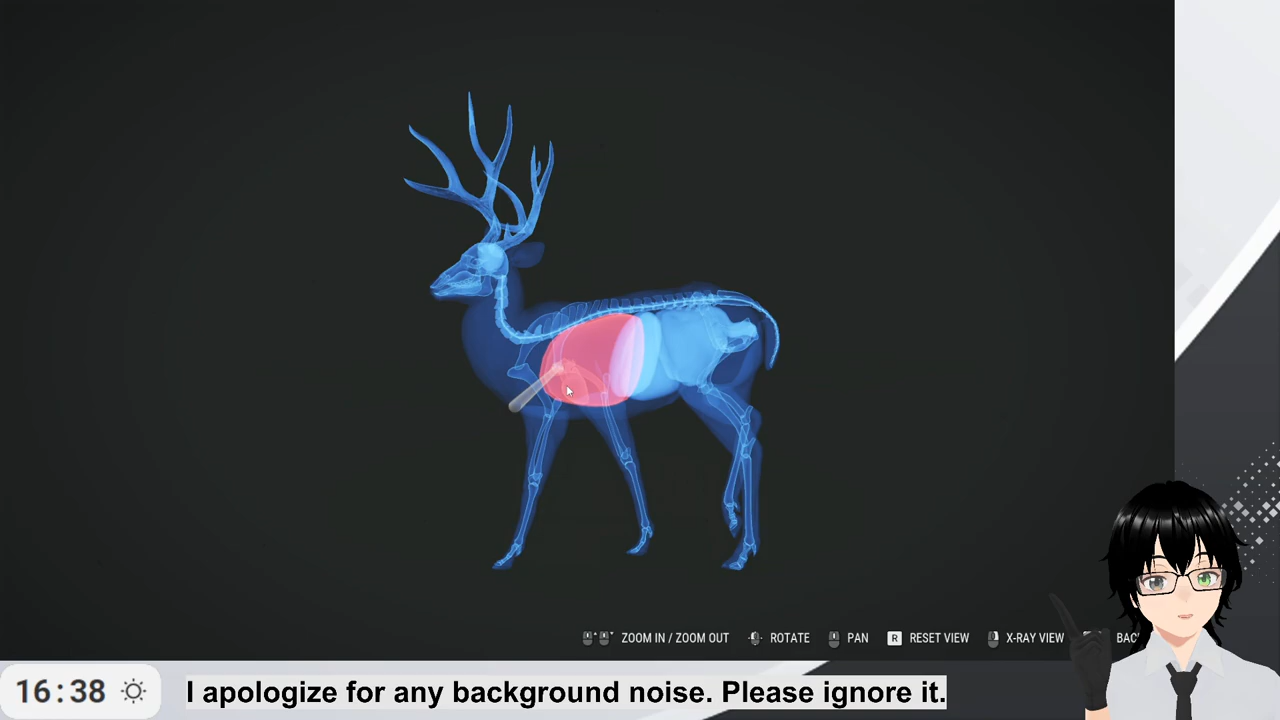 ZOOM IN / ZOOM OUT ROTATE PAN R RESET VIEW X-RAY VIEW
16:38 I apologize for any background noise. Please ignore it.